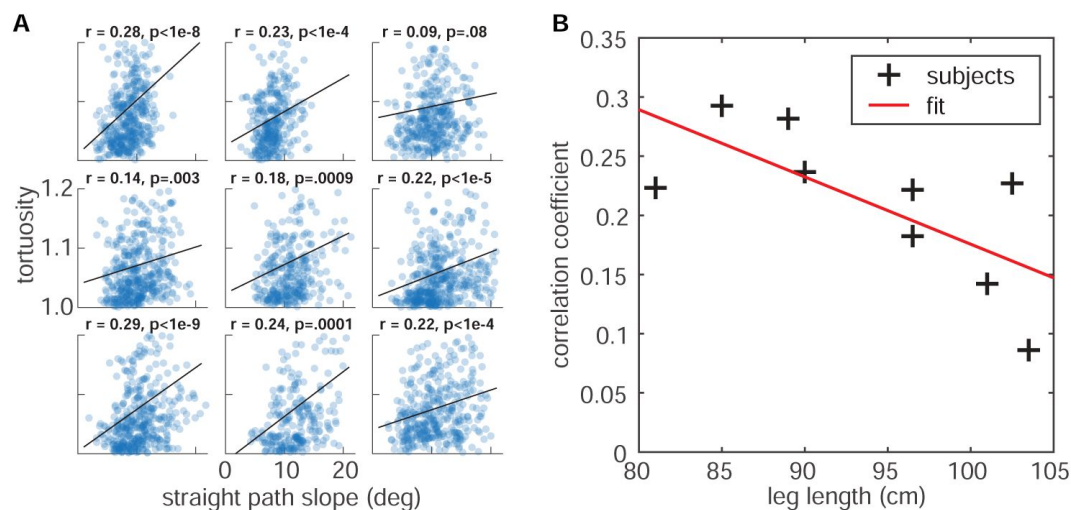 A
r = 0.28, p<1e-8
r = 0.23, p<1e-4
r = 0.09, p=.08
r = 0.14, p=.003
r = 0.18, p=.0009
r = 0.22, p<1e-5
1.2
1.1
1.0
tortuosity
r = 0.29, p<1e-9
r = 0.24, p=.0001
r = 0.22, p<1e-4
0 10 20
straight path slope (deg)
B
0.35
0.3
0.25
0.2
0.15
0.1
0.05
0
correlation coefficient
subjects
fit
80 85 90 95 100 105
leg length (cm)